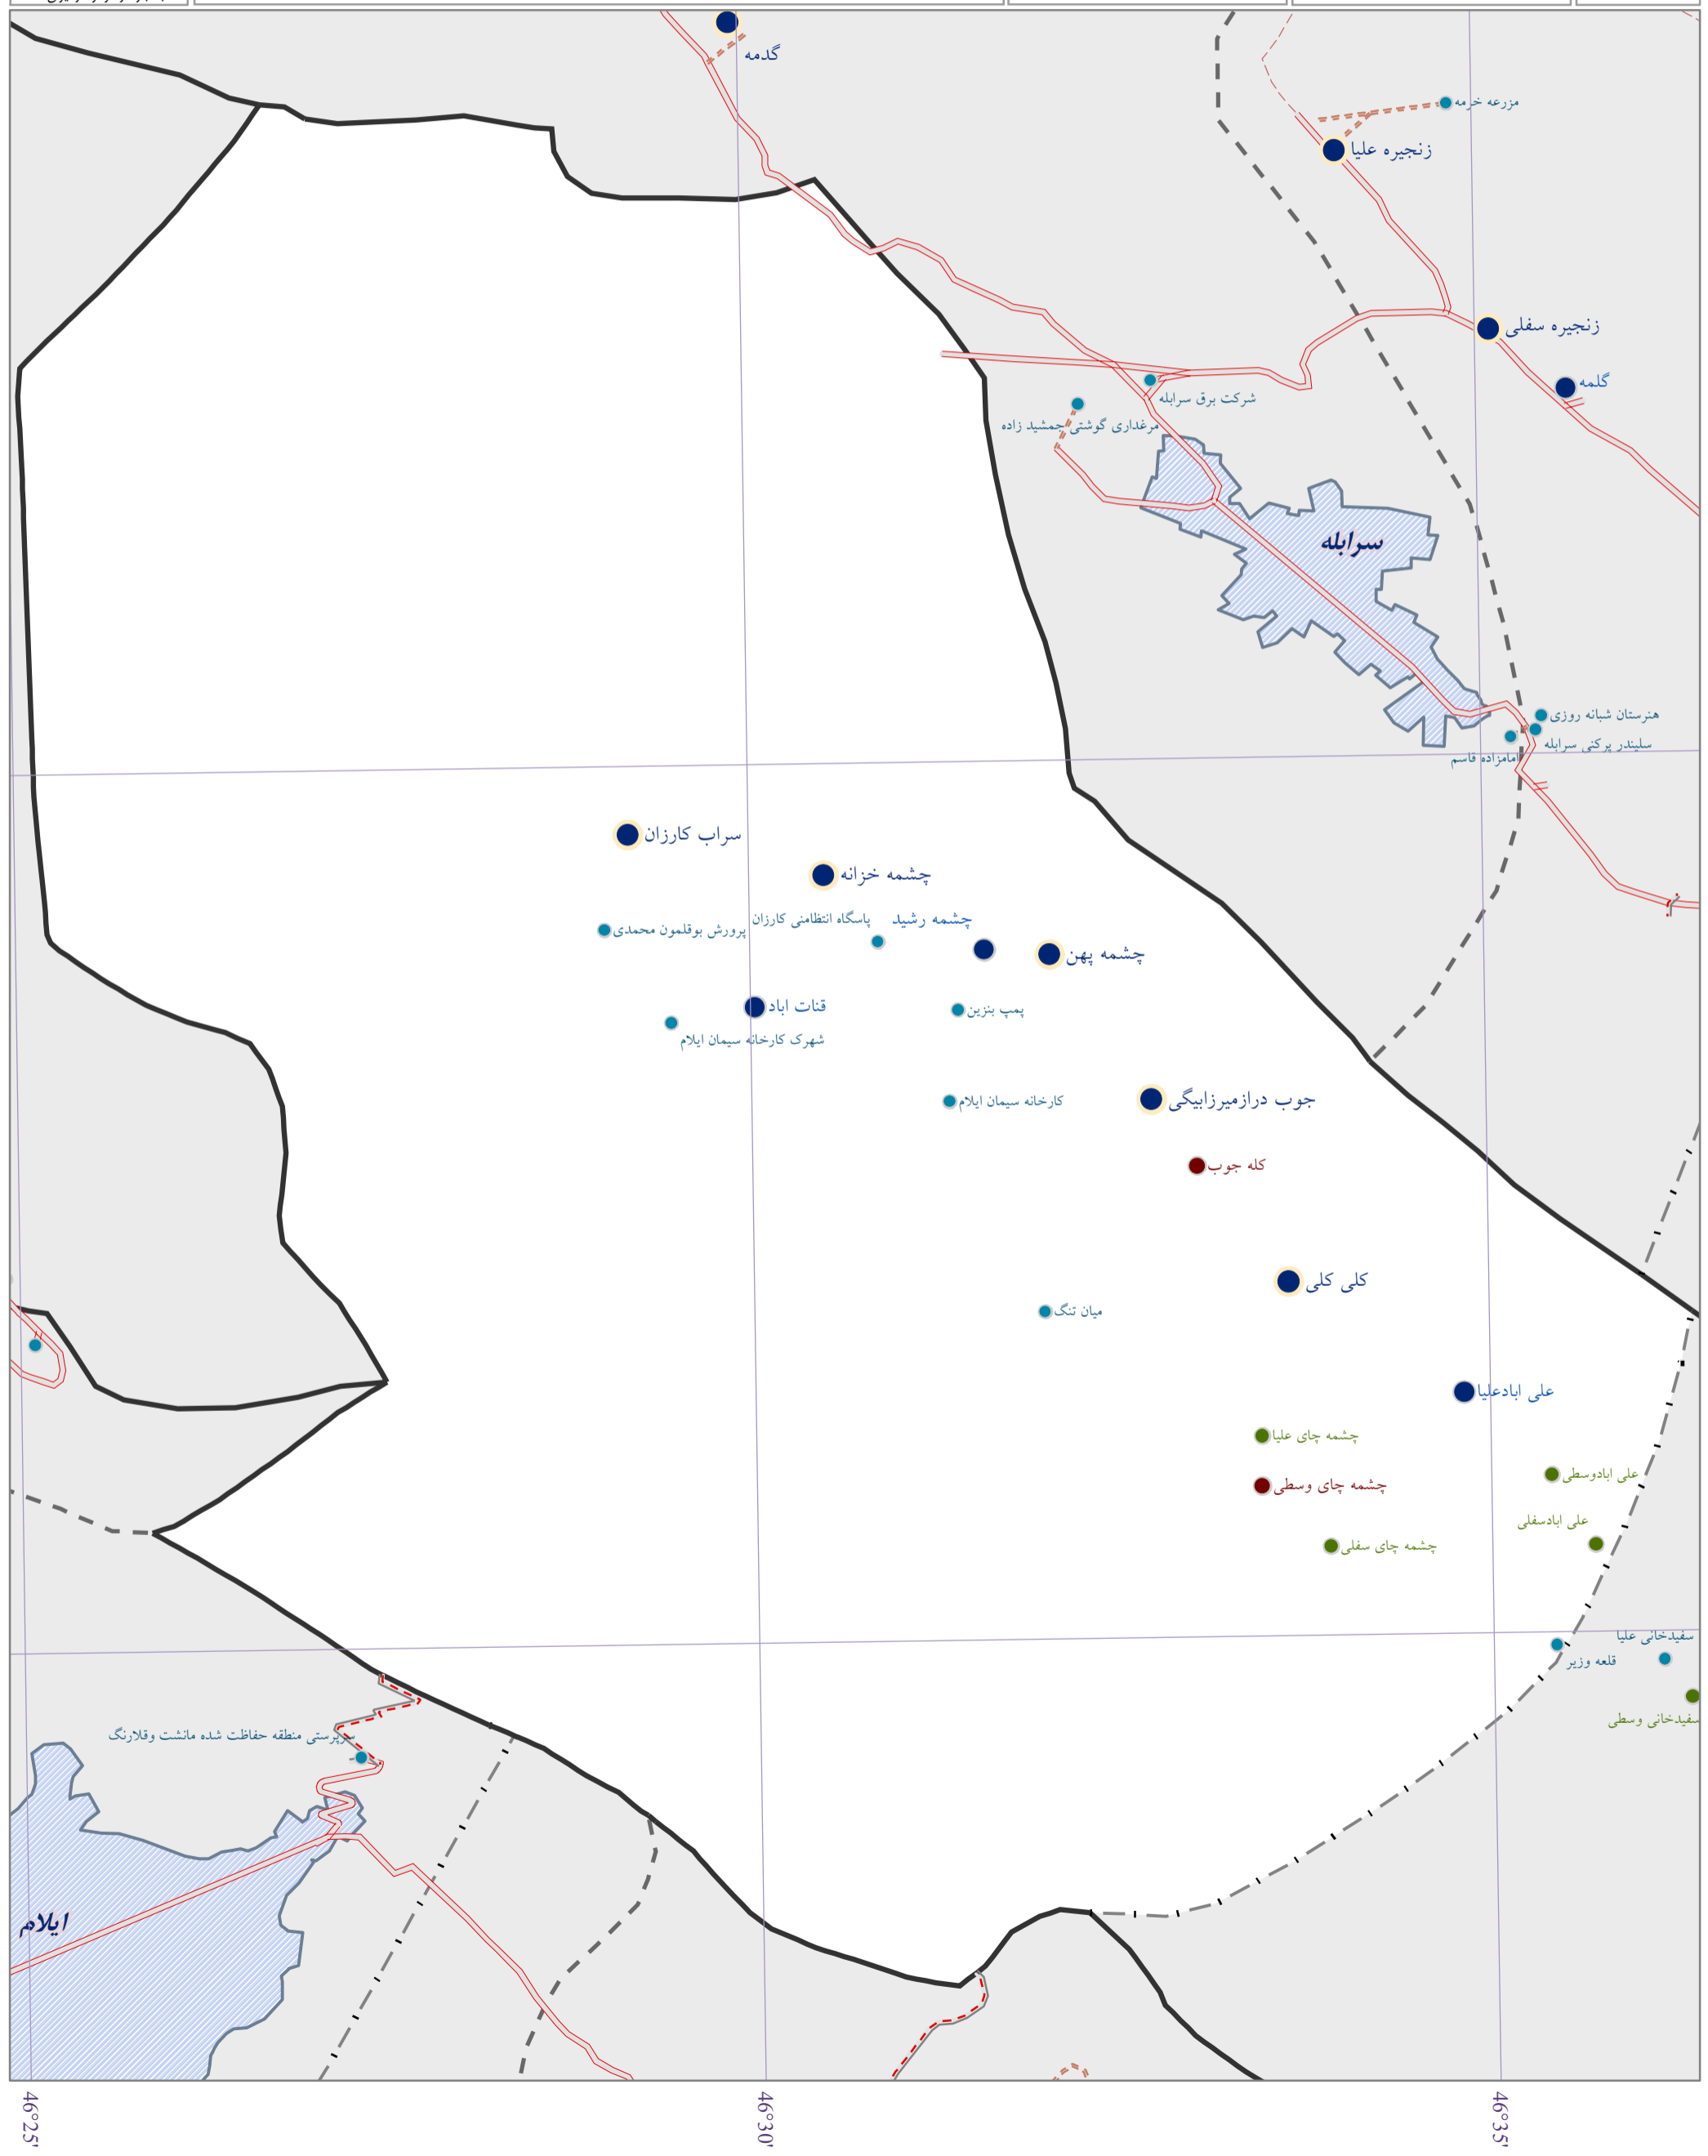 گدمه
مزرعه خرمه
زنجیره علیا
زنجیره سفلی
گلمه
شرکت برق سرابله
مرغداری گوشتی جمشید زاده
سرابله
هنرستان شبانه روزی
سلیندر پرکنی سرابله
امامزاده قاسم
سراب کارزان
چشمه خزانه
چشمه رشید
پاسگاه انتظامنی کارزان
پرورش بوقلمون محمدی
چشمه پهن
قنات اباد
پمپ بنزین
شهرک کارخانه سیمان ایلام
جوب درازمیرزابیگی
کارخانه سیمان ایلام
کله جوب
کلی کلی
میان تنگ
علی ابادعلیا
چشمه چای علیا
علی ابادوسطی
چشمه چای وسطی
علی ابادسفلی
چشمه چای سفلی
سفیدخانی علیا
قلعه وزیر
سفیدخانی وسطی
سرپرستی منطقه حفاظت شده مانشت وقلارنگ
ایلام
46°25'
46°30'
46°35'